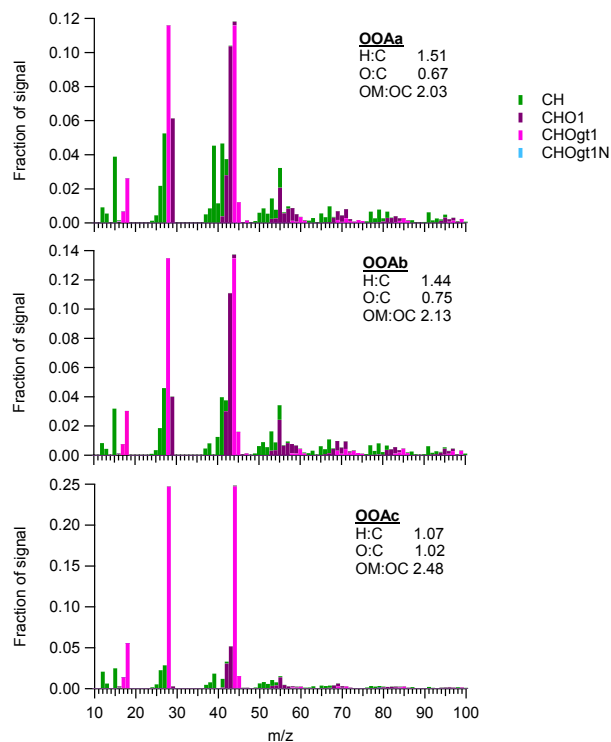 0.12
0.10
0.08
0.06
0.04
0.02
0.00
Fraction of signal
OOAa
H:C 1.51
O:C 0.67
OM:OC 2.03
CH
CHO1
CHOgt1
CHOgt1N
0.14
0.12
0.10
0.08
0.06
0.04
0.02
0.00
Fraction of signal
OOAb
H:C 1.44
O:C 0.75
OM:OC 2.13
0.25
0.20
0.15
0.10
0.05
0.00
Fraction of signal
OOAc
H:C 1.07
O:C 1.02
OM:OC 2.48
10 20 30 40 50 60 70 80 90 100
m/z